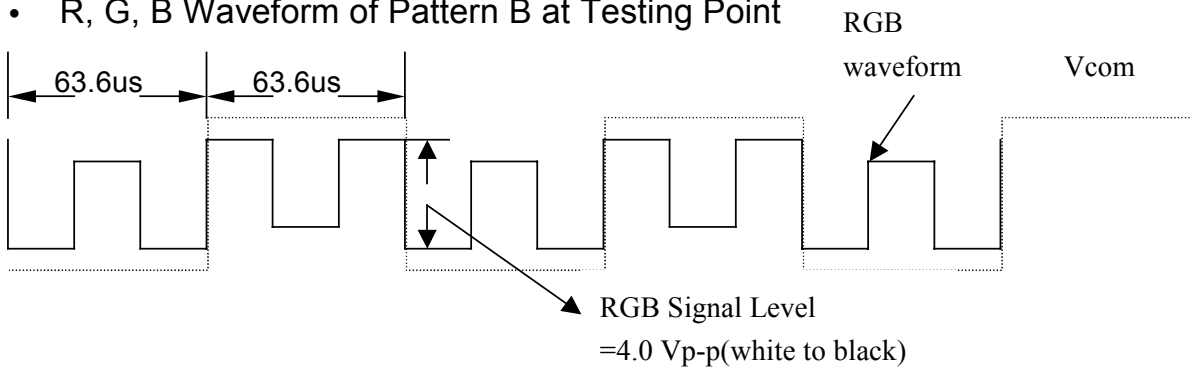 • R, G, B Waveform of Pattern B at Testing Point
RGB
waveform
Vcom
63.6us
63.6us
RGB Signal Level
=4.0 Vp-p(white to black)